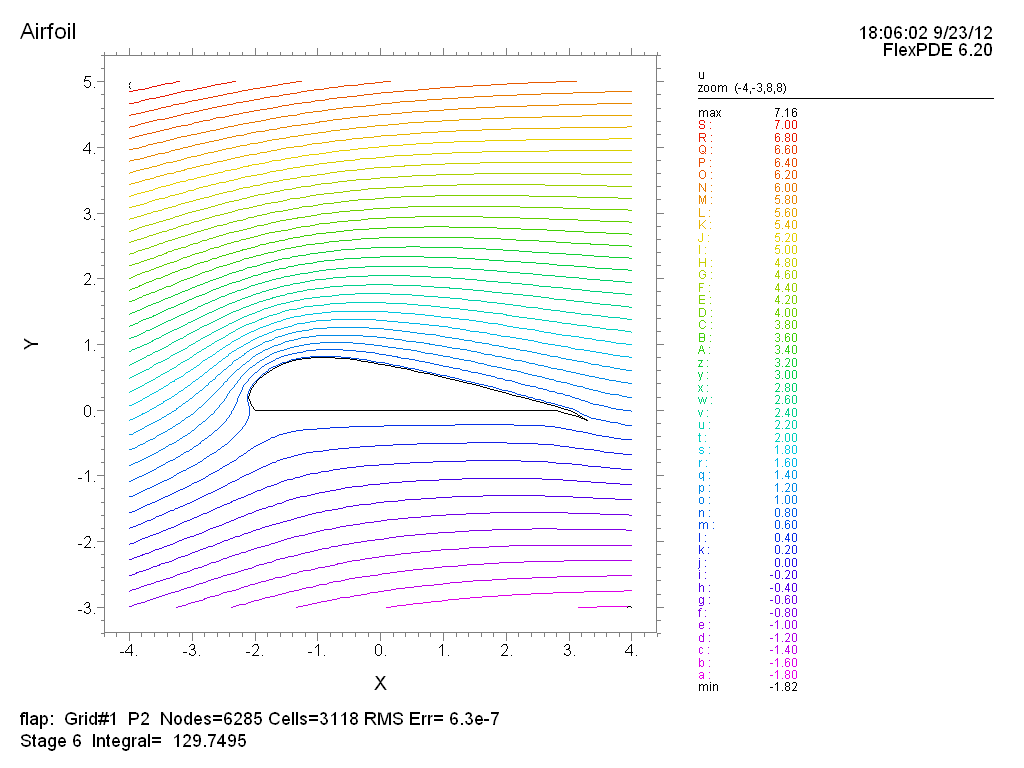 Airfoil
18:06:02 9/23/12
FlexPDE 6.20
u
zoom (-4,-3,8,8)
max 7.16
S : 7.00
R : 6.80
Q : 6.60
P : 6.40
O : 6.20
N : 6.00
M : 5.80
L : 5.60
K : 5.40
J : 5.20
I : 5.00
H : 4.80
G : 4.60
F : 4.40
E : 4.20
D : 4.00
C : 3.80
B : 3.60
A : 3.40
z : 3.20
y : 3.00
x : 2.80
w : 2.60
v : 2.40
u : 2.20
t : 2.00
s : 1.80
r : 1.60
q : 1.40
p : 1.20
o : 1.00
n : 0.80
m : 0.60
l : 0.40
k : 0.20
j : 0.00
i : -0.20
h : -0.40
g : -0.60
f : -0.80
e : -1.00
d : -1.20
c : -1.40
b : -1.60
a : -1.80
min -1.82
5.
4.
3.
2.
1.
0.
-1.
-2.
-3.
Y
-4. -3. -2. -1. 0. 1. 2. 3. 4.
X
flap: Grid#1 P2 Nodes=6285 Cells=3118 RMS Err= 6.3e-7
Stage 6 Integral= 129.7495